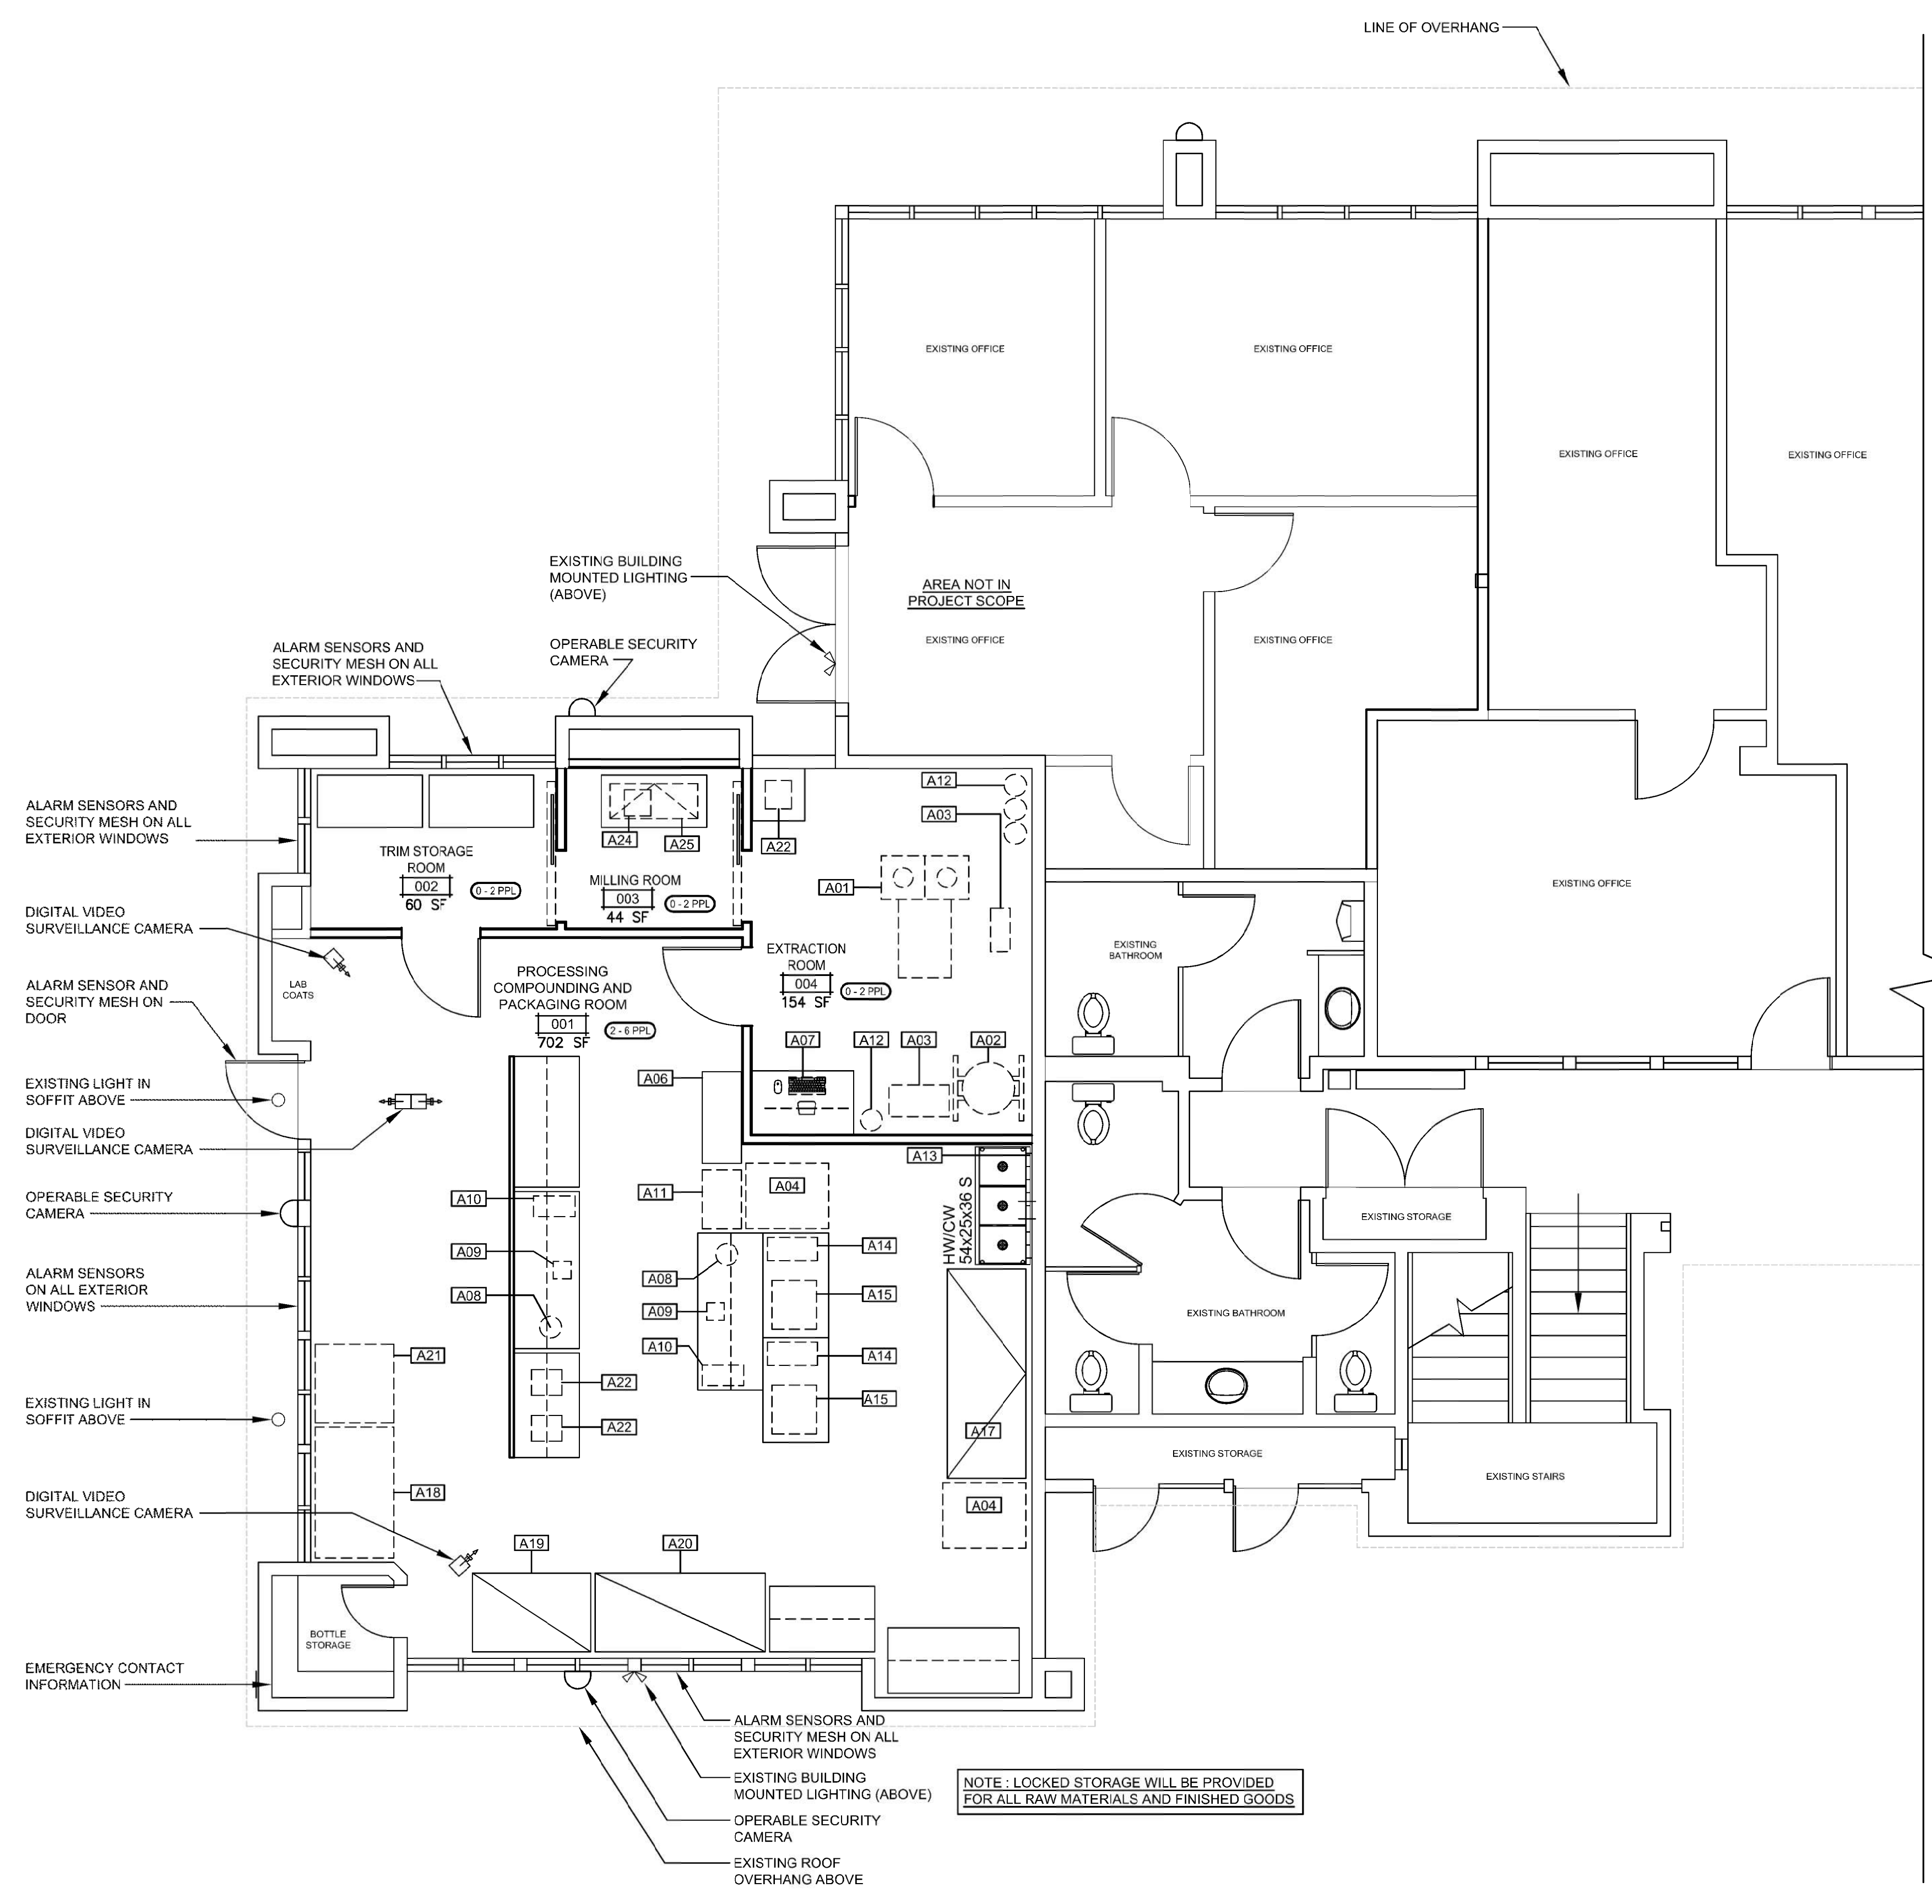 LINE OF OVERHANG
EXISTING OFFICE
EXISTING OFFICE
EXISTING OFFICE
EXISTING OFFICE
EXISTING BUILDING
MOUNTED LIGHTING
(ABOVE)
AREA NOT IN
PROJECT SCOPE
EXISTING OFFICE
EXISTING OFFICE
OPERABLE SECURITY
CAMERA
ALARM SENSORS AND
SECURITY MESH ON ALL
EXTERIOR WINDOWS
ALARM SENSORS AND
SECURITY MESH ON ALL
EXTERIOR WINDOWS
A12
A03
A24
A25
A22
TRIM STORAGE
ROOM
002
60 SF
0 - 2 PPL
MILLING ROOM
003
44 SF
0 - 2 PPL
A01
EXISTING OFFICE
DIGITAL VIDEO
SURVEILLANCE CAMERA
EXTRACTION
ROOM
004
154 SF
0 - 2 PPL
EXISTING
BATHROOM
ALARM SENSOR AND
SECURITY MESH ON
DOOR
LAB
COATS
PROCESSING
COMPOUNDING AND
PACKAGING ROOM
001
702 SF
2 - 6 PPL
A07
A12
A03
A02
EXISTING LIGHT IN
SOFFIT ABOVE
A06
DIGITAL VIDEO
SURVEILLANCE CAMERA
A13
OPERABLE SECURITY
CAMERA
A10
A11
A04
HW/CW
54x25x36 S
EXISTING STORAGE
A09
A14
A08
A08
A15
A09
ALARM SENSORS
ON ALL EXTERIOR
WINDOWS
EXISTING BATHROOM
A10
A21
A14
A22
A15
EXISTING LIGHT IN
SOFFIT ABOVE
A22
A17
EXISTING STORAGE
EXISTING STAIRS
A18
A04
DIGITAL VIDEO
SURVEILLANCE CAMERA
A19
A20
BOTTLE
STORAGE
EMERGENCY CONTACT
INFORMATION
ALARM SENSORS AND
SECURITY MESH ON ALL
EXTERIOR WINDOWS
EXISTING BUILDING
MOUNTED LIGHTING (ABOVE)
NOTE : LOCKED STORAGE WILL BE PROVIDED
FOR ALL RAW MATERIALS AND FINISHED GOODS
OPERABLE SECURITY
CAMERA
EXISTING ROOF
OVERHANG ABOVE